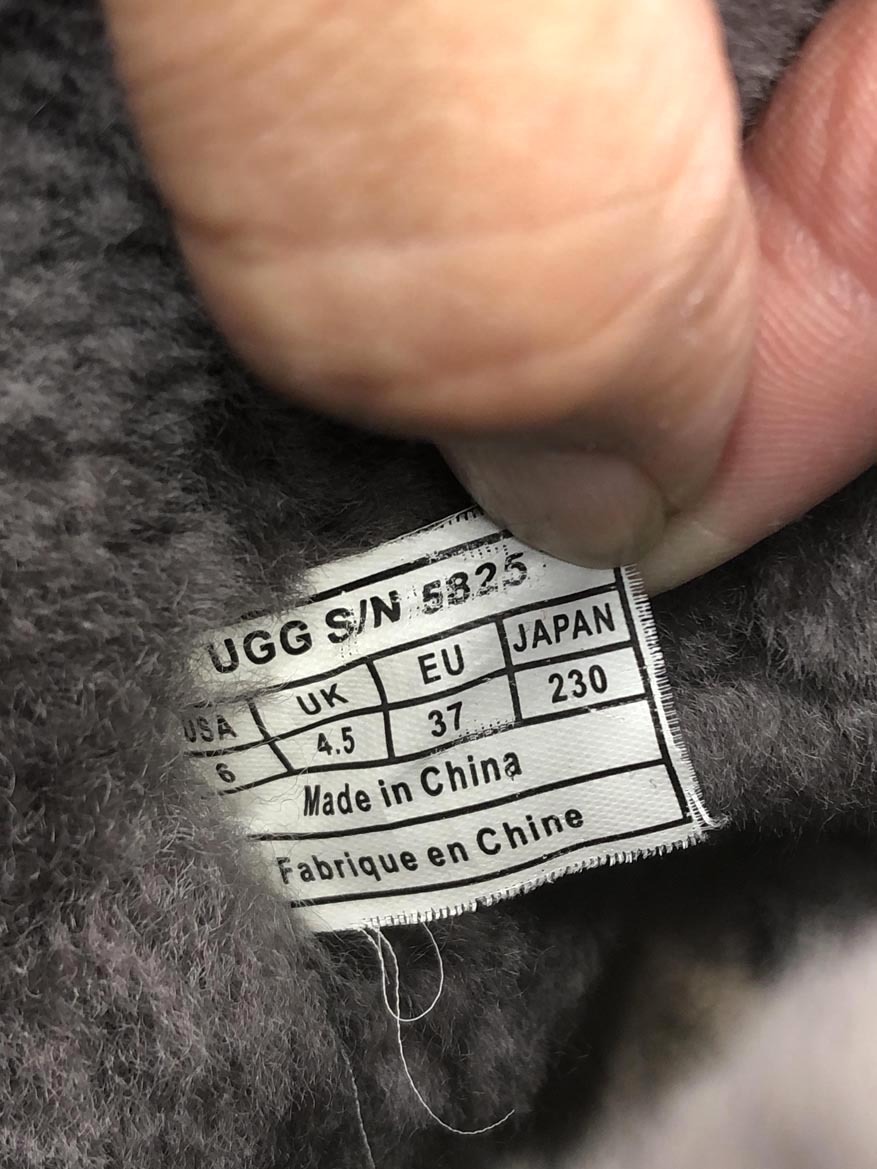 UGG S/N 5825
USA UK EU JAPAN
6 4.5 37 230
Made in China
Fabrique en Chine